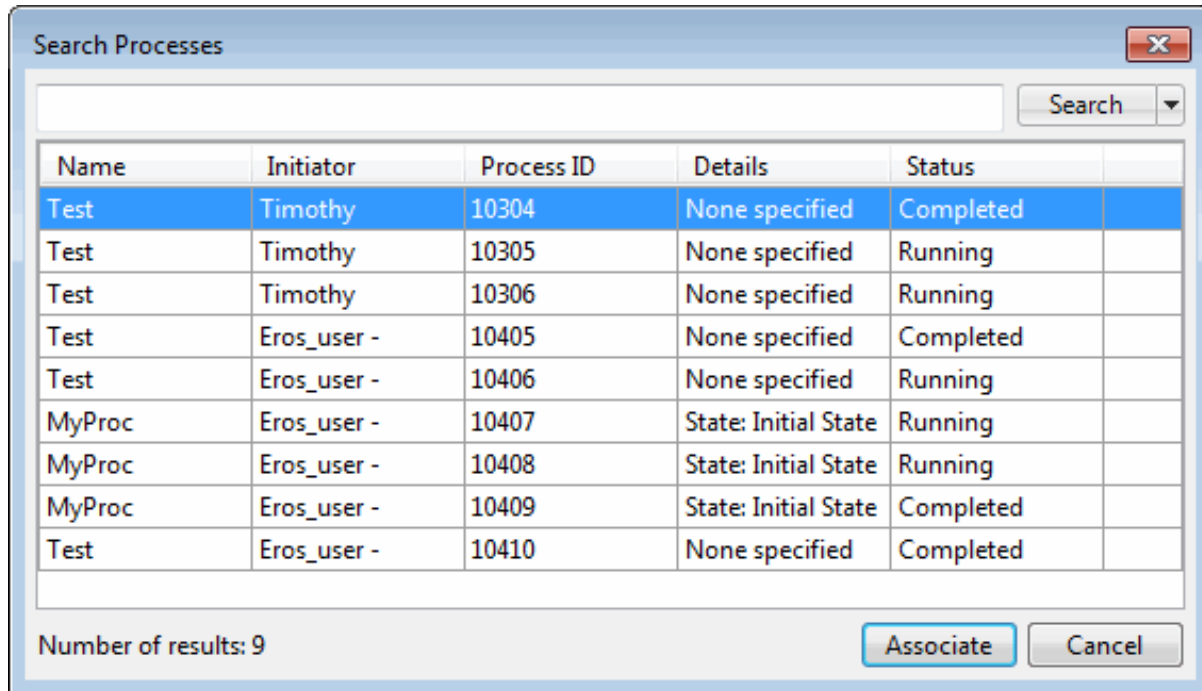 Search Processes
Search
Name Initiator Process ID Details Status
Test Timothy 10304 None specified Completed
Test Timothy 10305 None specified Running
Test Timothy 10306 None specified Running
Test Eros_user - 10405 None specified Completed
Test Eros_user - 10406 None specified Running
MyProc Eros_user - 10407 State: Initial State Running
MyProc Eros_user - 10408 State: Initial State Running
MyProc Eros_user - 10409 State: Initial State Completed
Test Eros_user - 10410 None specified Completed
Number of results: 9 Associate Cancel